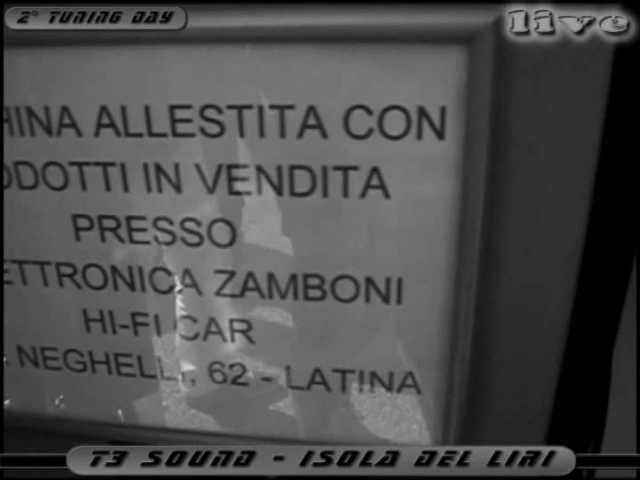 2° TUNING DAY
live
HINA ALLESTITA CON
ODOTTI IN VENDITA
PRESSO
ETTRONICA ZAMBONI
HI-FI CAR
NEGHELLI, 62 - LATINA
T3 SOUND - ISOLA DEL LIRI